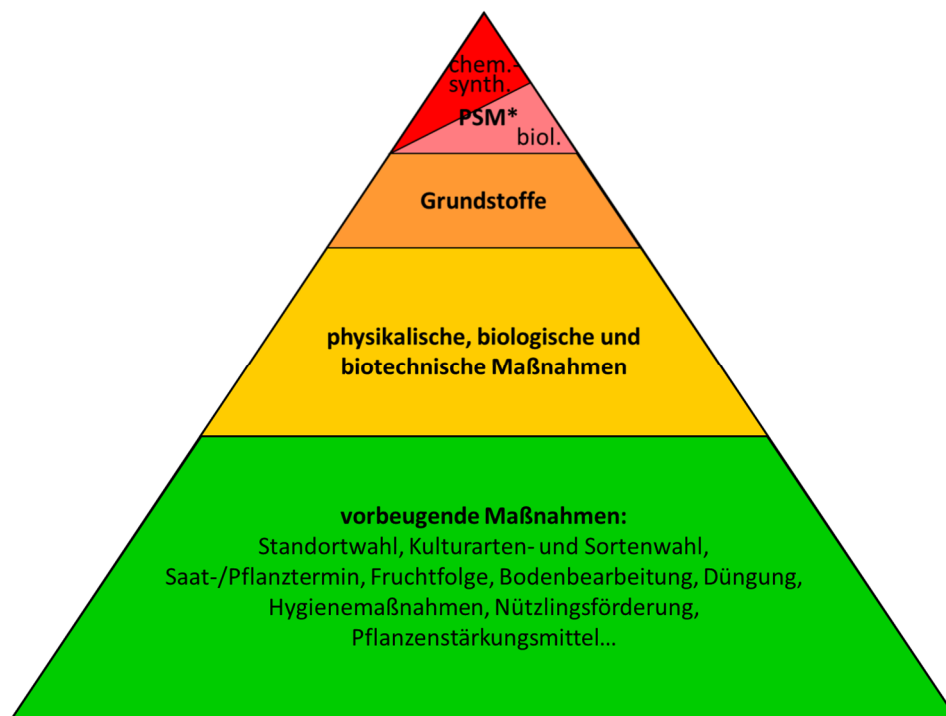 chem.-
synth.
PSM*
biol.
Grundstoffe
physikalische, biologische und
biotechnische Maßnahmen
vorbeugende Maßnahmen:
Standortwahl, Kulturarten- und Sortenwahl,
Saat-/Pflanztermin, Fruchtfolge, Bodenbearbeitung, Düngung,
Hygienemaßnahmen, Nützlingsförderung,
Pflanzenstärkungsmittel...